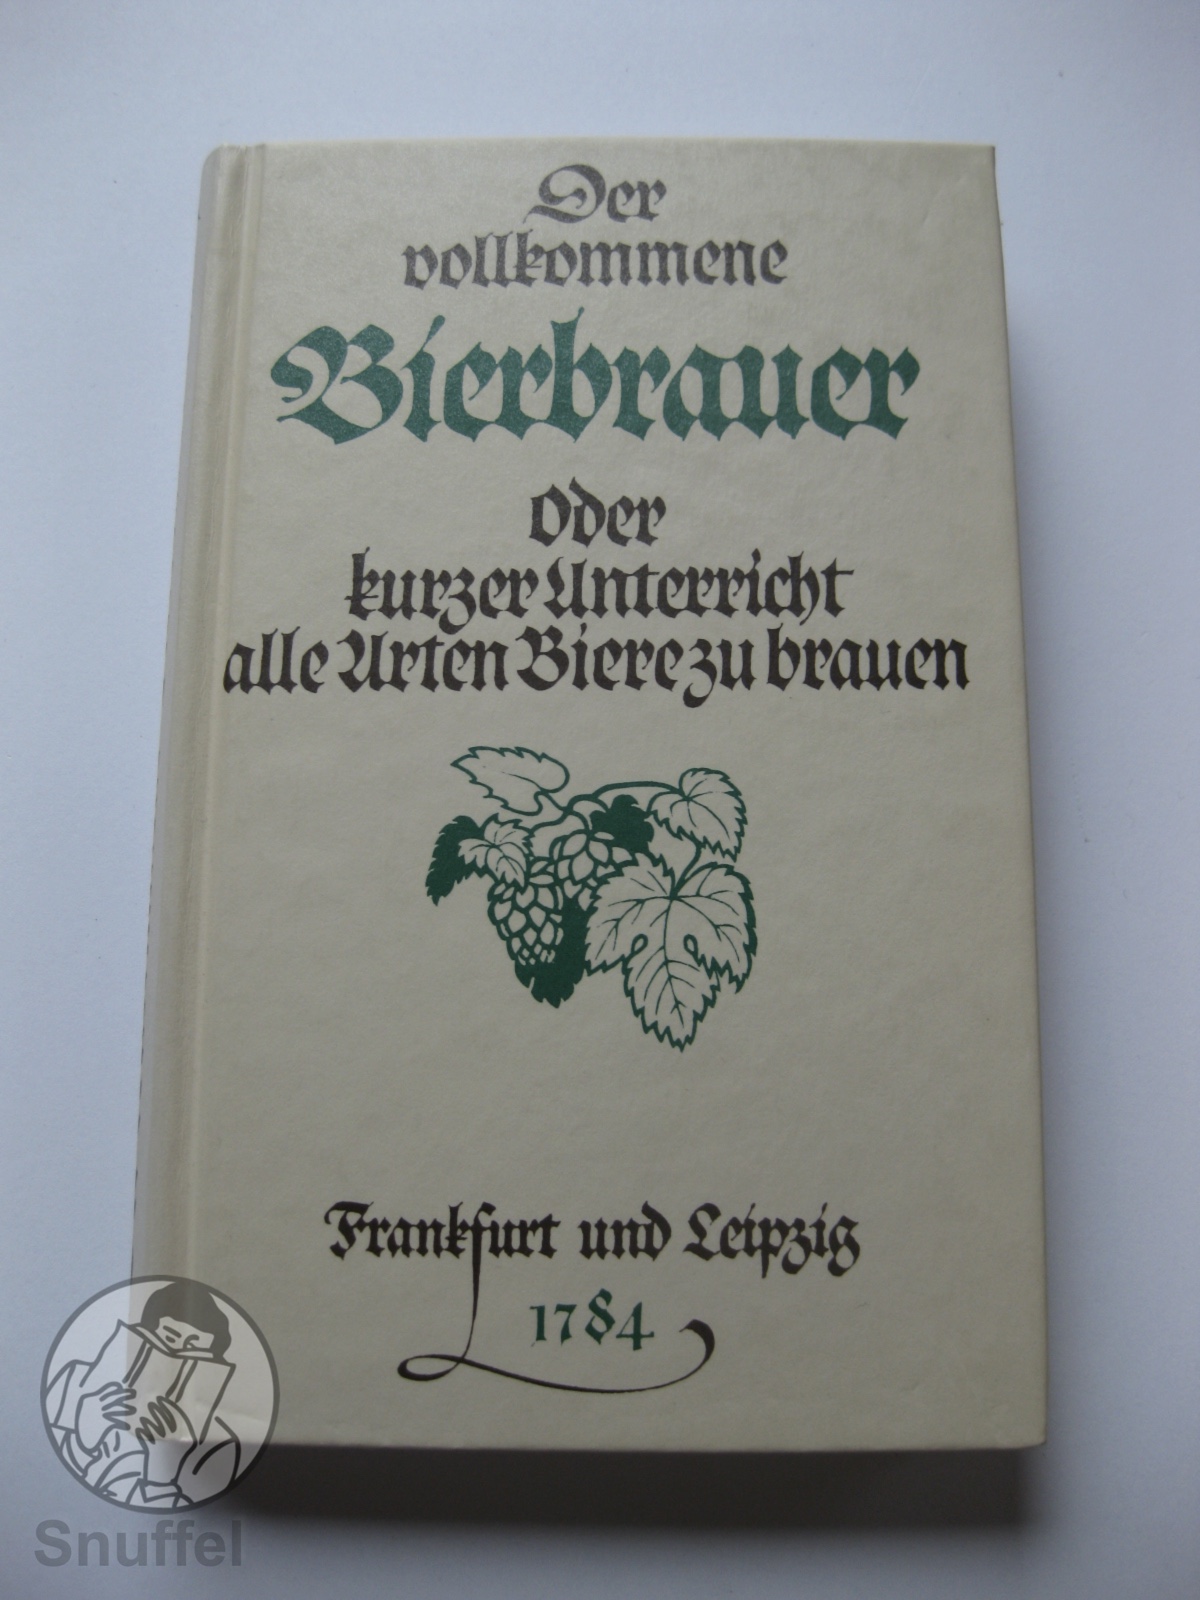 Der
vollkommene
Bierbrauer
Oder
kurzer Unterricht
alle Arten Biere zu brauen
Frankfurt und Leipzig
1784
Snuffel